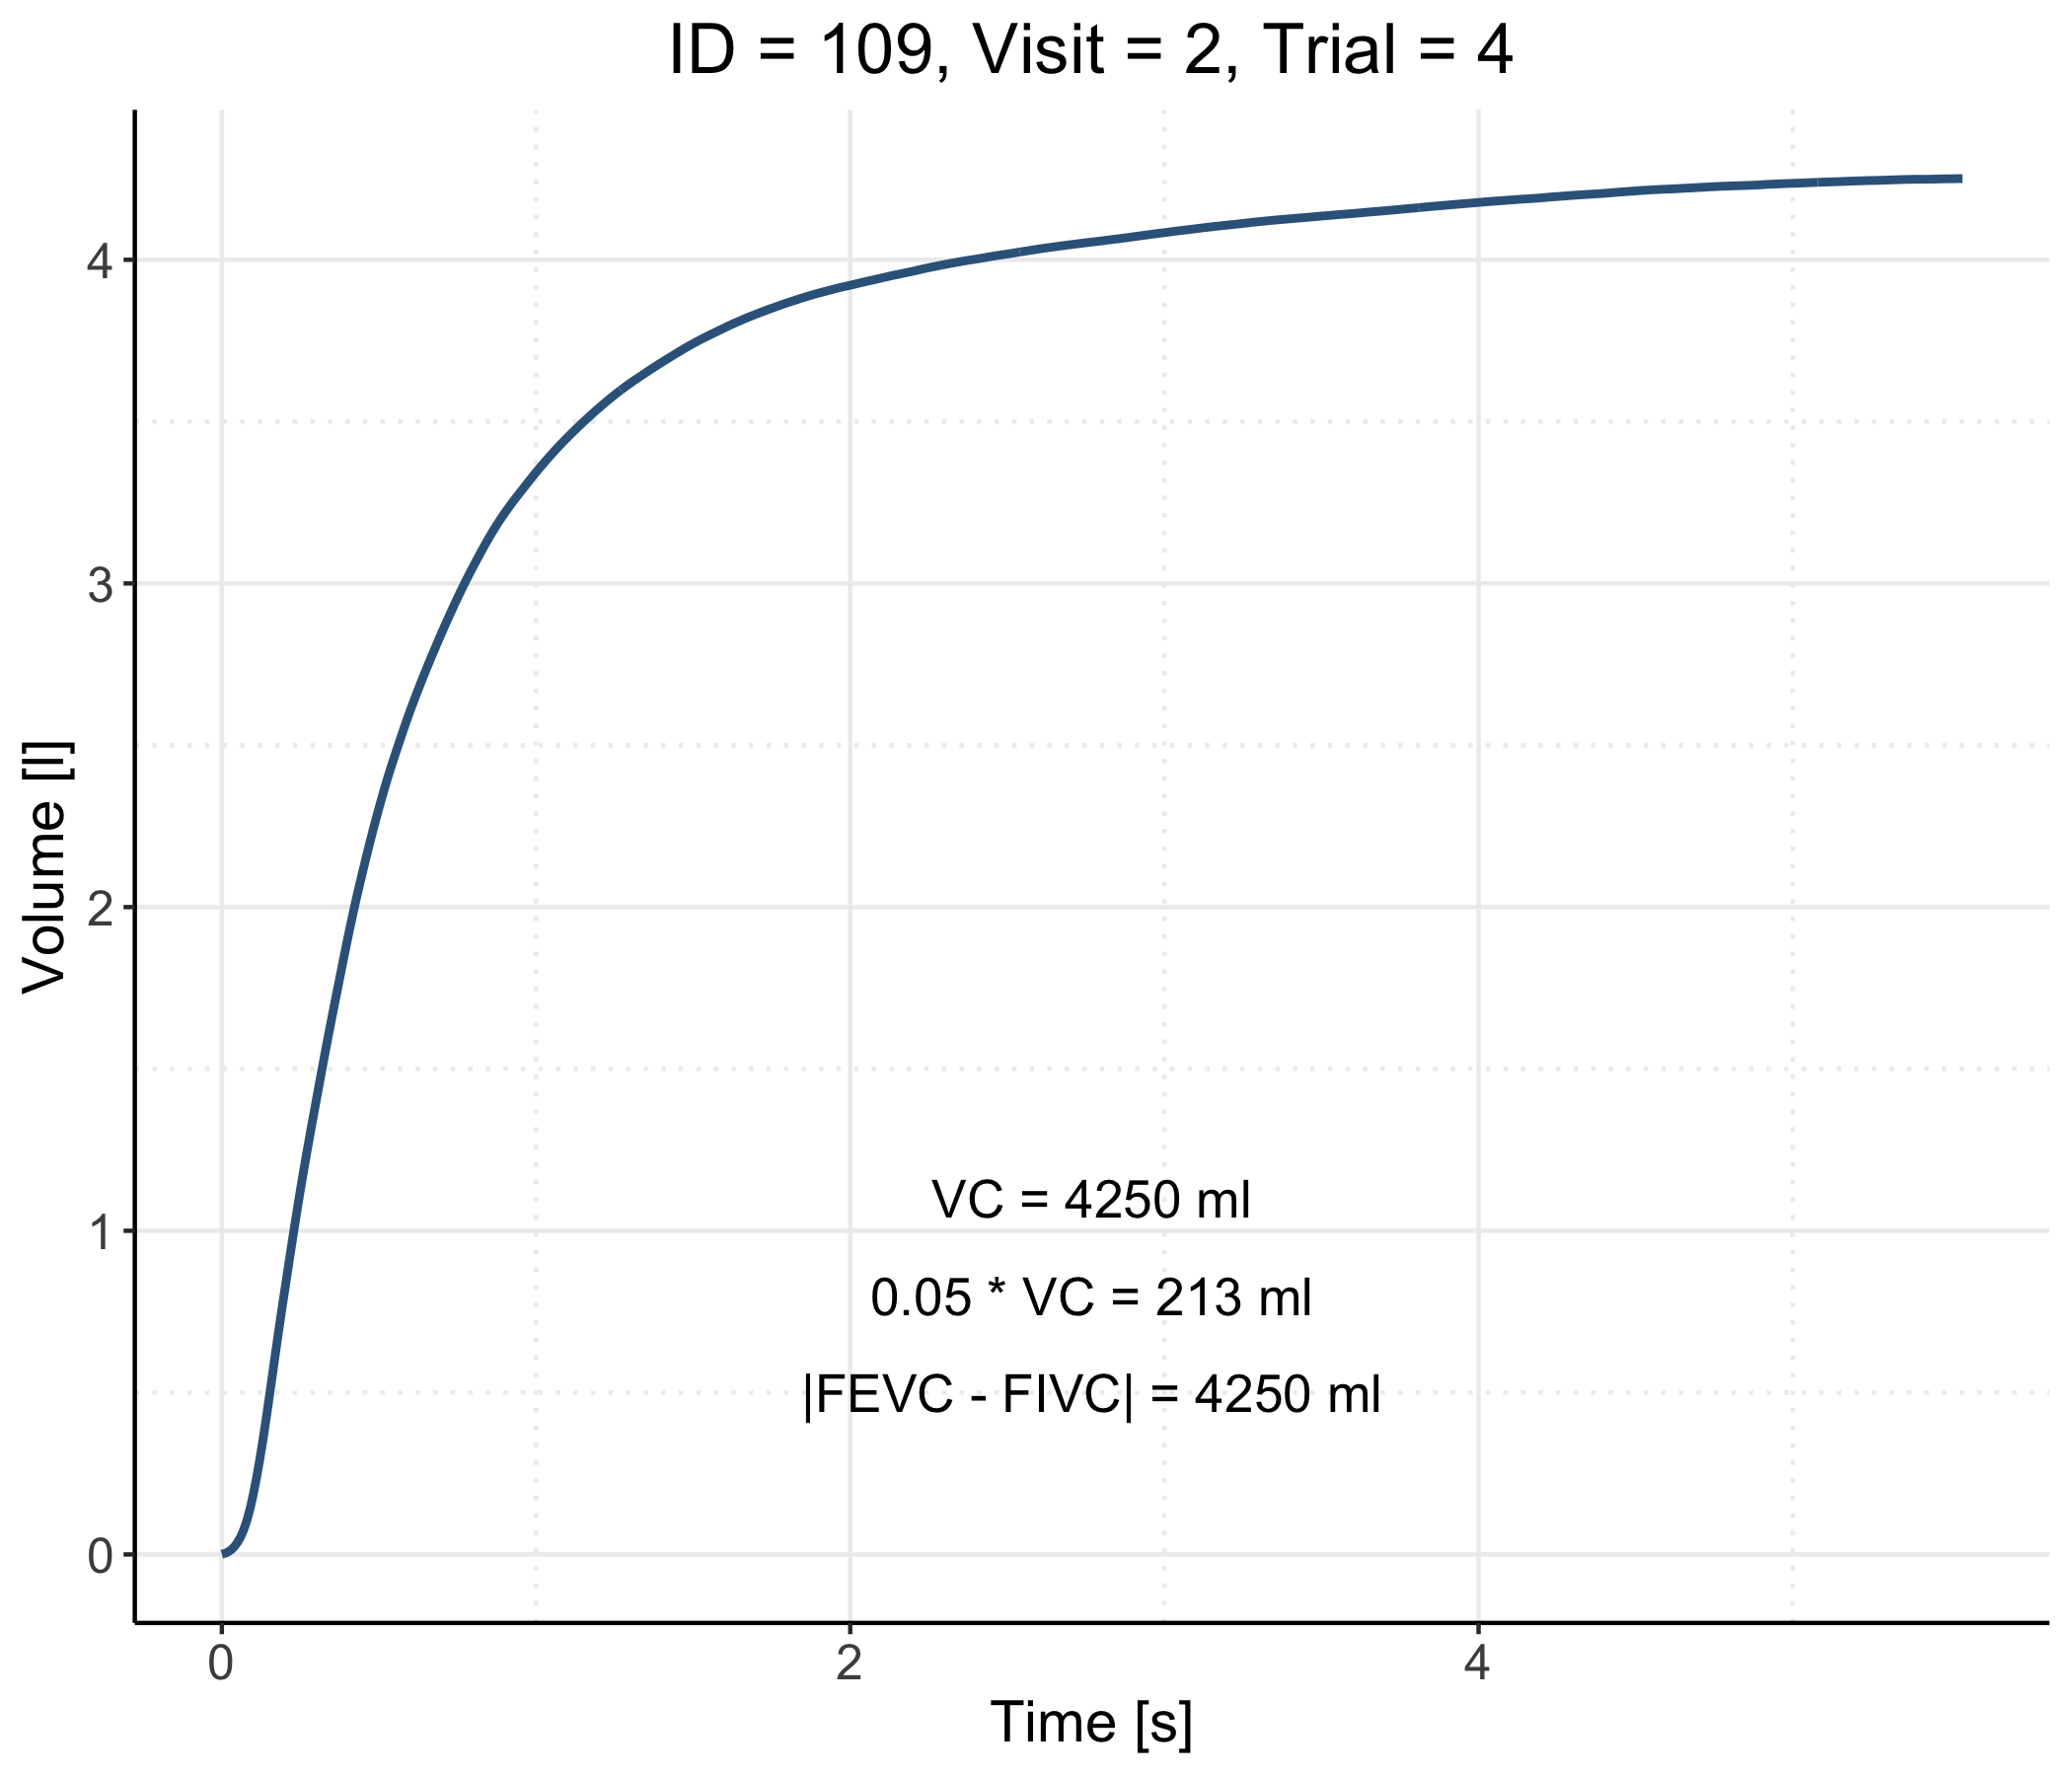 ID = 109, Visit = 2, Trial = 4
Volume [l]
4
3
2
1
0
VC = 4250 ml
0.05 * VC = 213 ml
|FEVC - FIVC| = 4250 ml
0 2 4
Time [s]